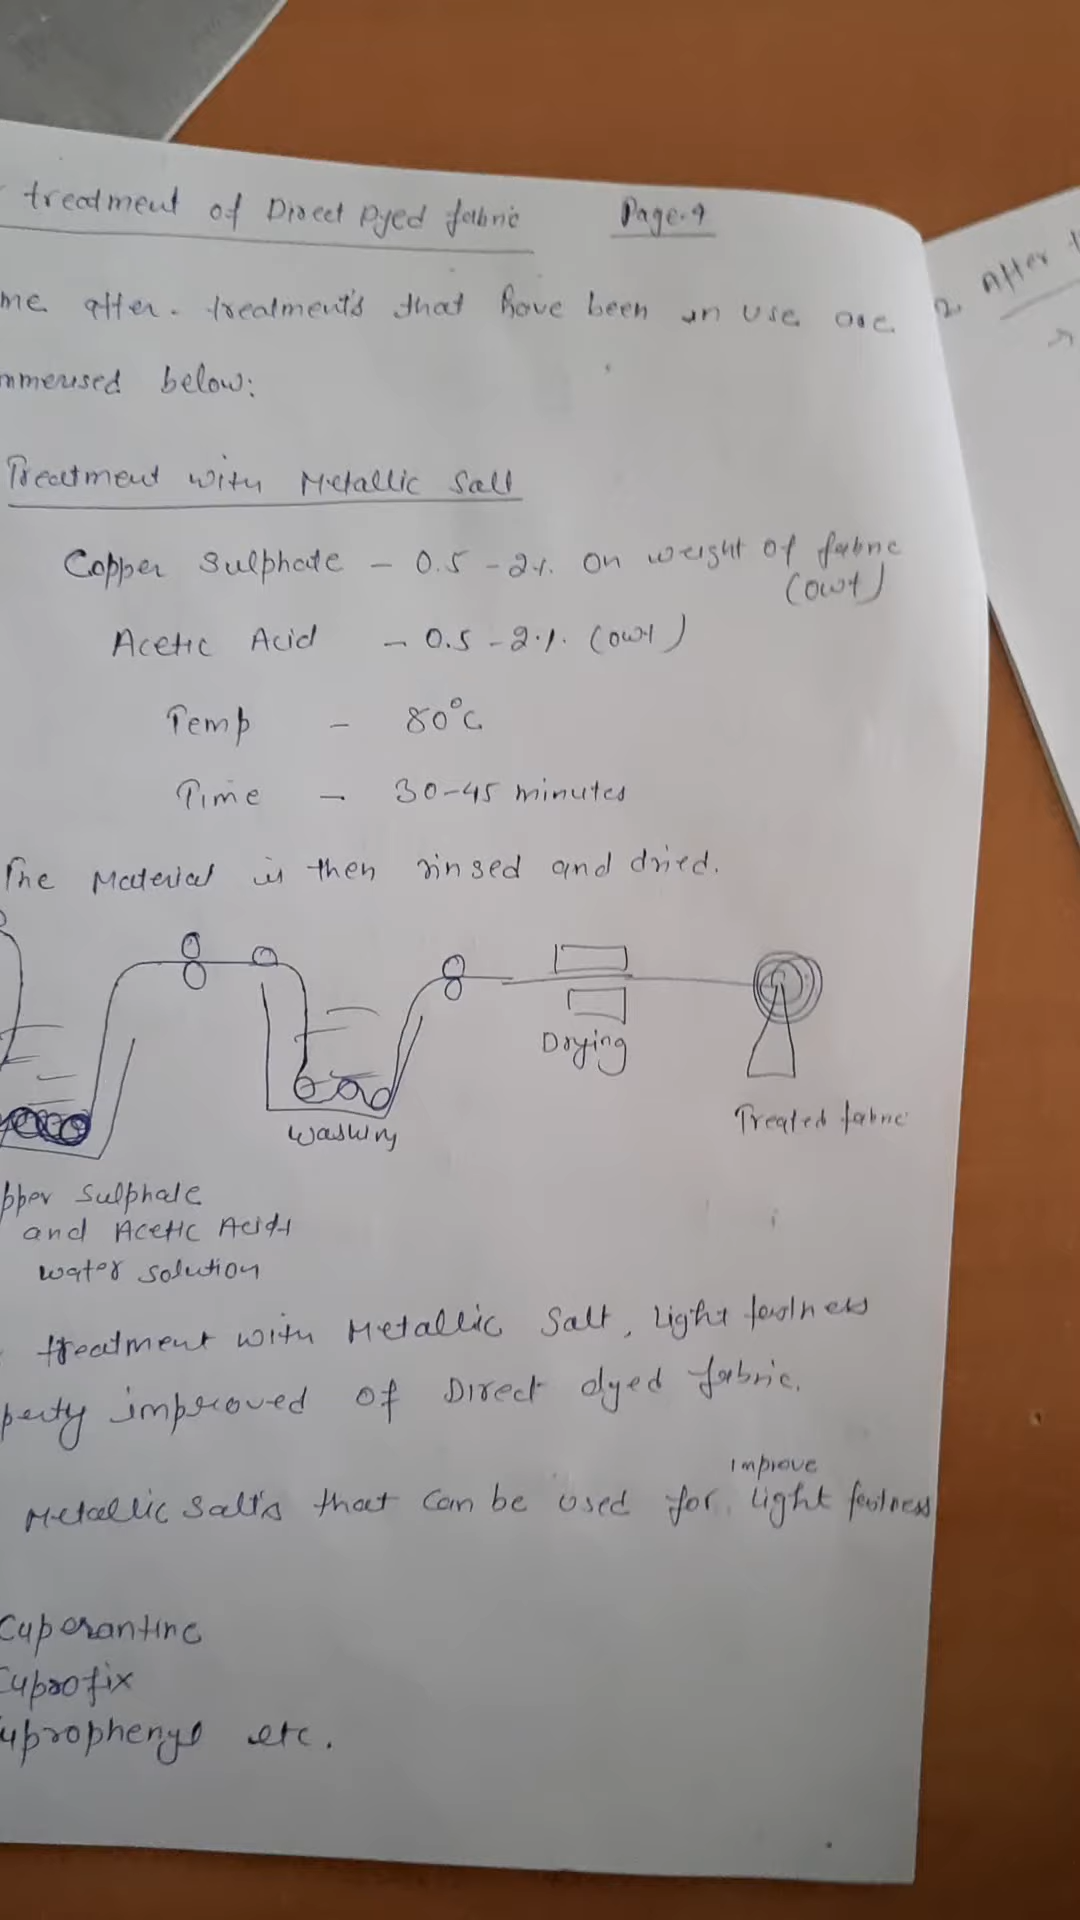 treatment of Direct Dyed fabric Page-9
me after-treatment's that have been in use are
mmerised below:
Treatment with Metallic Salt
Copper Sulphate - 0.5 - 2%. on weight of fabric
(owt)
Acetic Acid - 0.5 - 2%. (owt)
Temp - 80°C
Time - 30-45 minutes
The Material is then rinsed and dried.
Drying
Washing
Treated fabric
pper Sulphate
and Acetic Acid +
water solution
treatment with Metallic Salt, Light fastness
perty improved of Direct dyed fabric.
improve
Metallic Salt's that can be used for Light fastness
Cuprantine
Cuprofix
uprophenyl etc.
2. After t